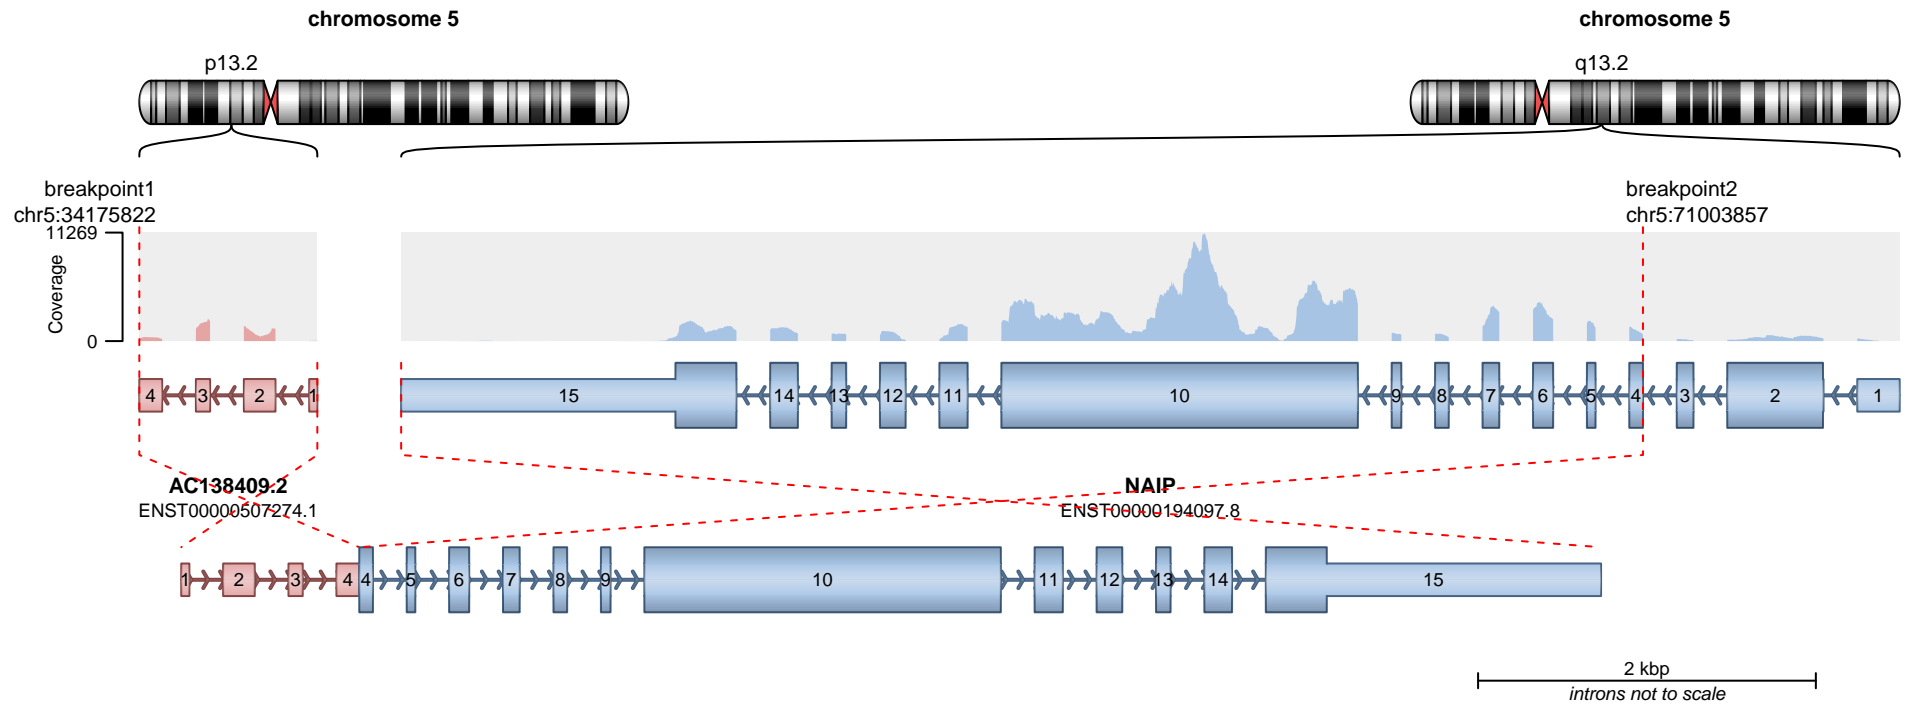 chromosome 5 chromosome 5
p13.2 q13.2
breakpoint1 breakpoint2
chr5:34175822 chr5:71003857
11269
Coverage
0
4 3 2 1 15 14 13 12 11 10 9 8 7 6 5 4 3 2 1
AC138409.2 NAIP
ENST00000507274.1 ENST00000194097.8
1 2 3 4 4 5 6 7 8 9 10 11 12 13 14 15
2 kbp
introns not to scale